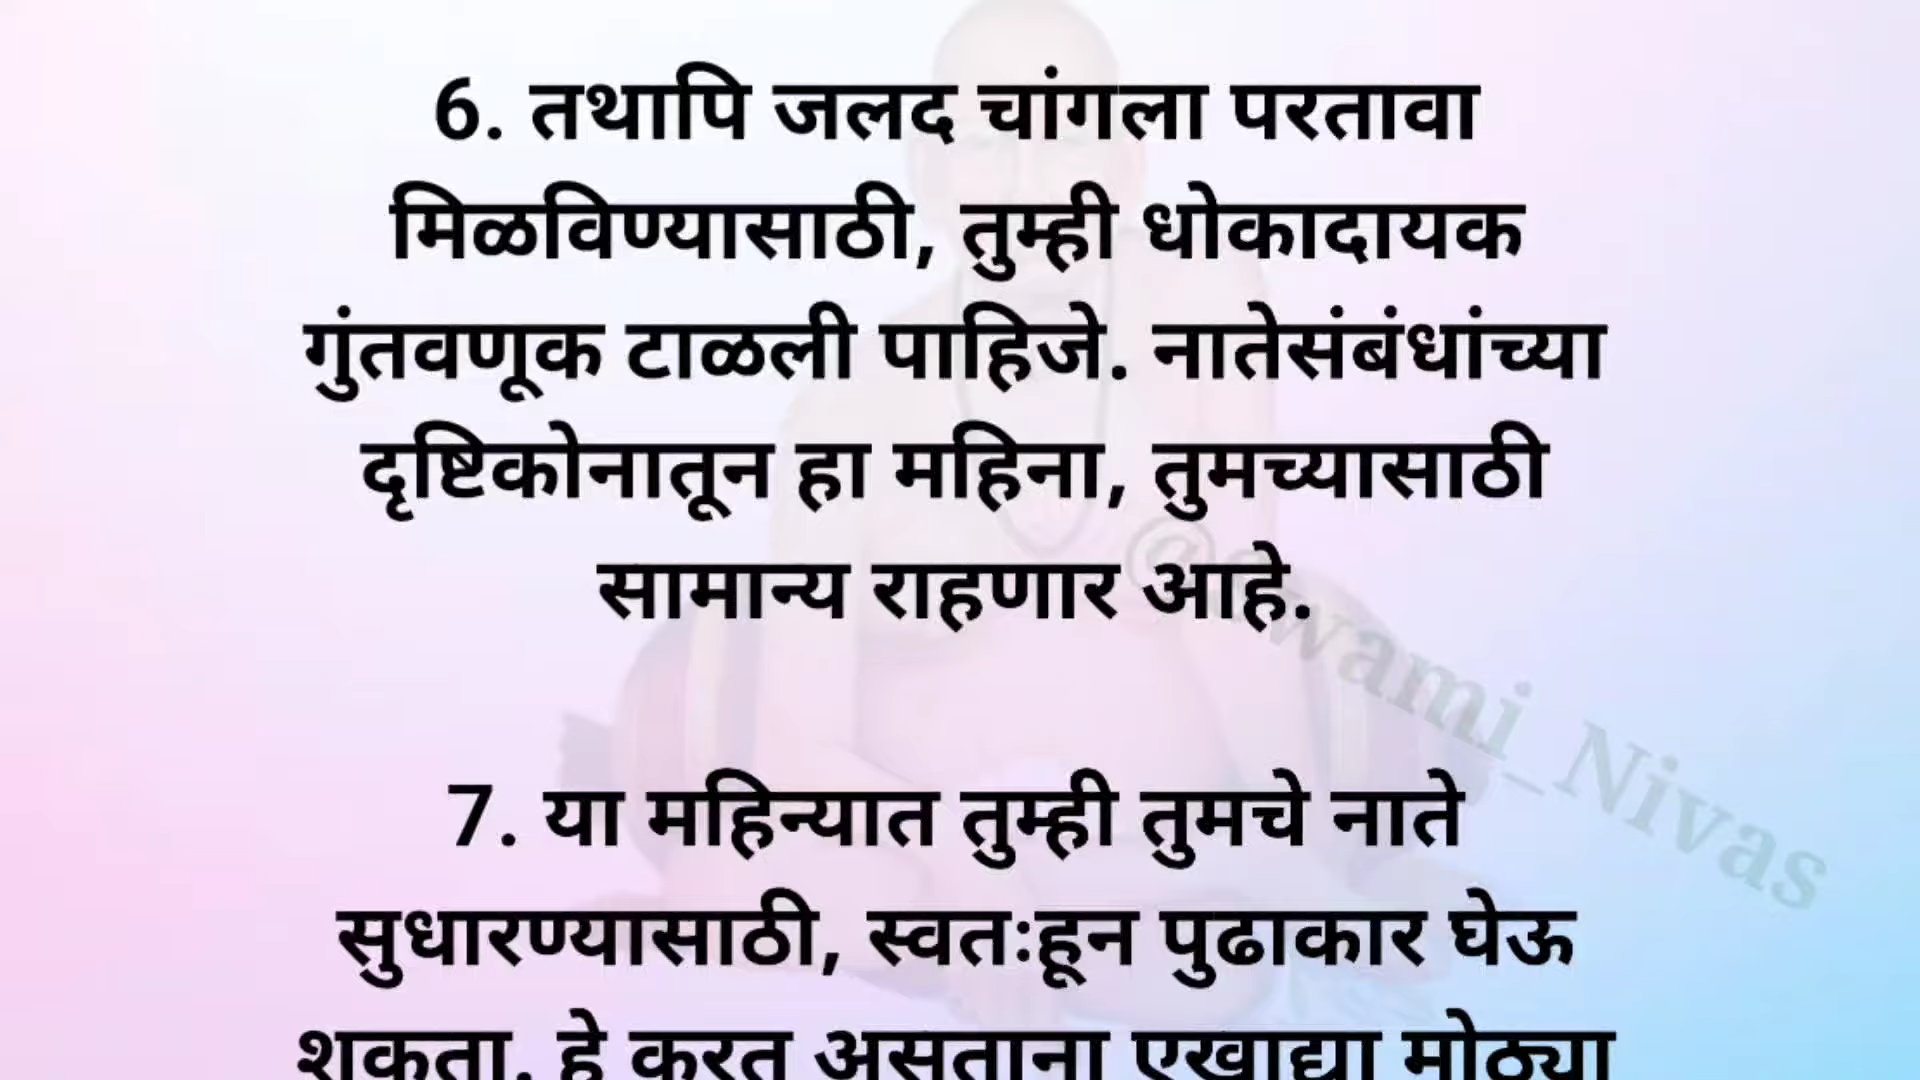 6. तथापि जलद चांगला परतावा
मिळविण्यासाठी, तुम्ही धोकादायक
गुंतवणूक टाळली पाहिजे. नातेसंबंधांच्या
दृष्टिकोनातून हा महिना, तुमच्यासाठी
सामान्य राहणार आहे.
@Swami_Nivas
7. या महिन्यात तुम्ही तुमचे नाते
सुधारण्यासाठी, स्वतःहून पुढाकार घेऊ
शकता. हे करत असताना एखाद्या मोठ्या